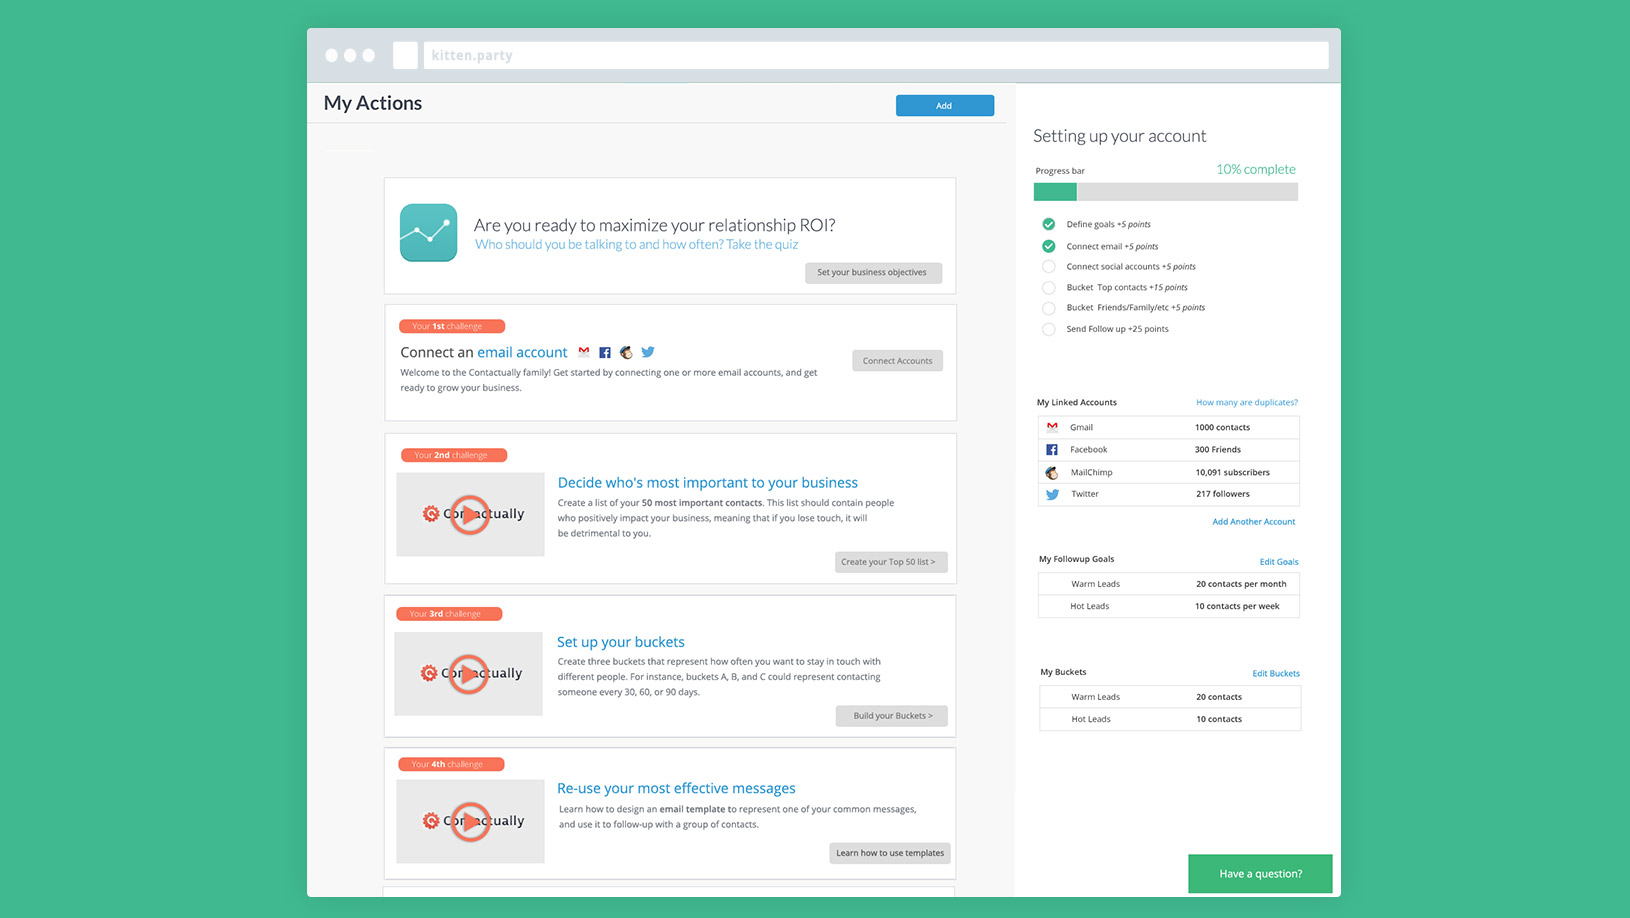 kitten.party
My Actions
Add
Are you ready to maximize your relationship ROI?
Who should you be talking to and how often? Take the quiz
Set your business objectives
Your 1st challenge
Connect an email account
Welcome to the Contactually family! Get started by connecting one or more email accounts, and get
ready to grow your business.
Connect Accounts
Your 2nd challenge
Contactually
Decide who's most important to your business
Create a list of your 50 most important contacts. This list should contain people
who positively impact your business, meaning that if you lose touch, it will
be detrimental to you.
Create your Top 50 list >
Your 3rd challenge
Contactually
Set up your buckets
Create three buckets that represent how often you want to stay in touch with
different people. For instance, buckets A, B, and C could represent contacting
someone every 30, 60, or 90 days.
Build your Buckets >
Your 4th challenge
Contactually
Re-use your most effective messages
Learn how to design an email template to represent one of your common messages,
and use it to follow-up with a group of contacts.
Learn how to use templates
Setting up your account
Progress bar 10% complete
Define goals +5 points
Connect email +5 points
Connect social accounts +5 points
Bucket Top contacts +15 points
Bucket Friends/Family/etc +5 points
Send Follow up +25 points
My Linked Accounts How many are duplicates?
Gmail 1000 contacts
Facebook 300 Friends
MailChimp 10,091 subscribers
Twitter 217 followers
Add Another Account
My Followup Goals Edit Goals
Warm Leads 20 contacts per month
Hot Leads 10 contacts per week
My Buckets Edit Buckets
Warm Leads 20 contacts
Hot Leads 10 contacts
Have a question?